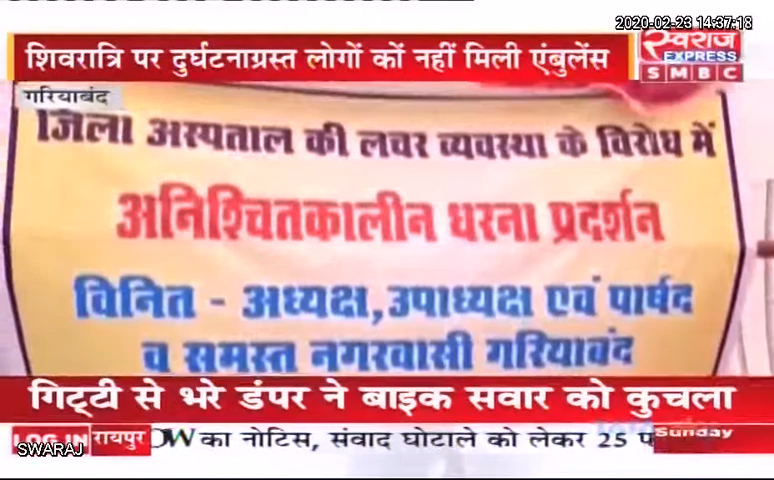 2020-02-23 14:37:18
शिवरात्रि पर दुर्घटनाग्रस्त लोगों कों नहीं मिली एंबुलेंस
स्वराज
EXPRESS
SMBC
गरियाबंद
जिला अस्पताल की लचर व्यवस्था के विरोध में
अनिश्चितकालीन धरना प्रदर्शन
विनित - अध्यक्ष, उपाध्यक्ष एवं पार्षद
व समस्त नगरवासी गरियाबंद
गिट्टी से भरे डंपर ने बाइक सवार को कुचला
LOG IN रायपुर का नोटिस, संवाद घोटाले को लेकर 25 Sunday
SWARAJ